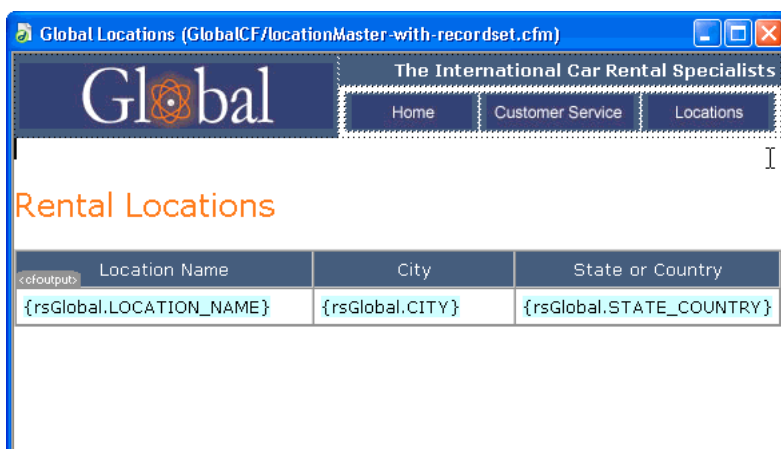 Global Locations (GlobalCF/locationMaster-with-recordset.cfm)
Global
The International Car Rental Specialists
Home Customer Service Locations
Rental Locations
<cfoutput>
Location Name City State or Country
{rsGlobal.LOCATION_NAME} {rsGlobal.CITY} {rsGlobal.STATE_COUNTRY}